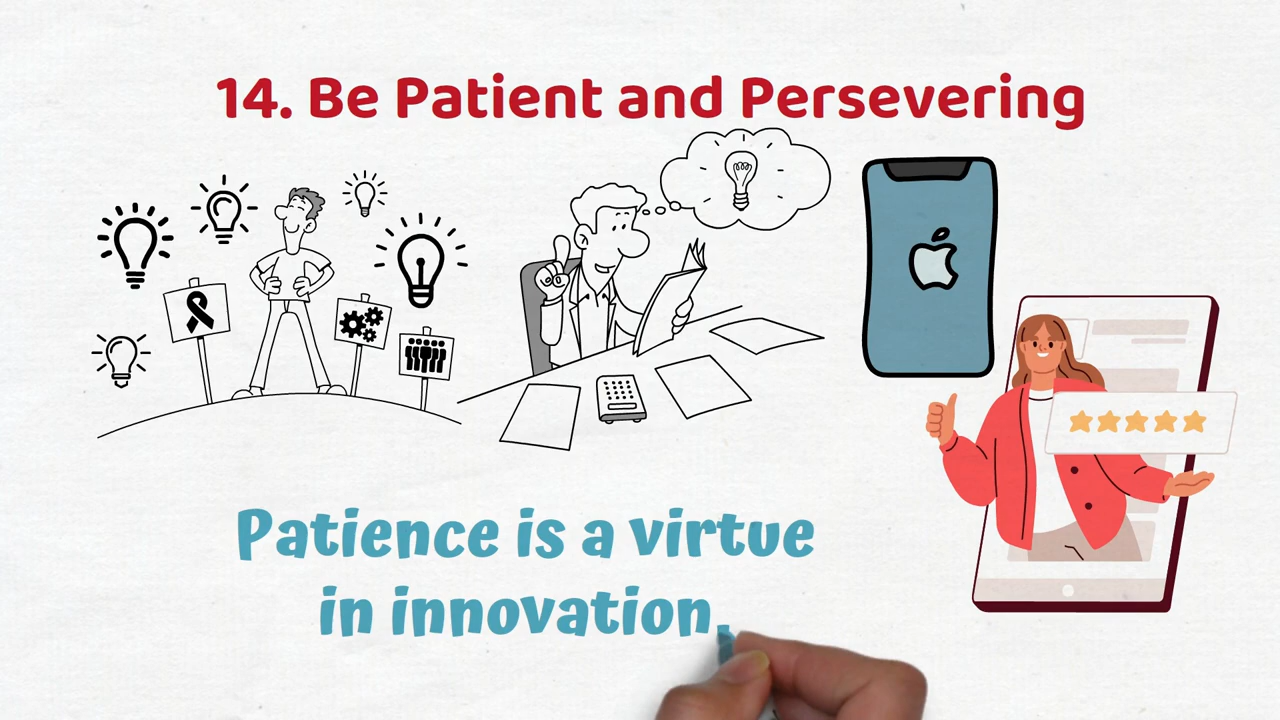 14. Be Patient and Persevering
Patience is a virtue
in innovation.